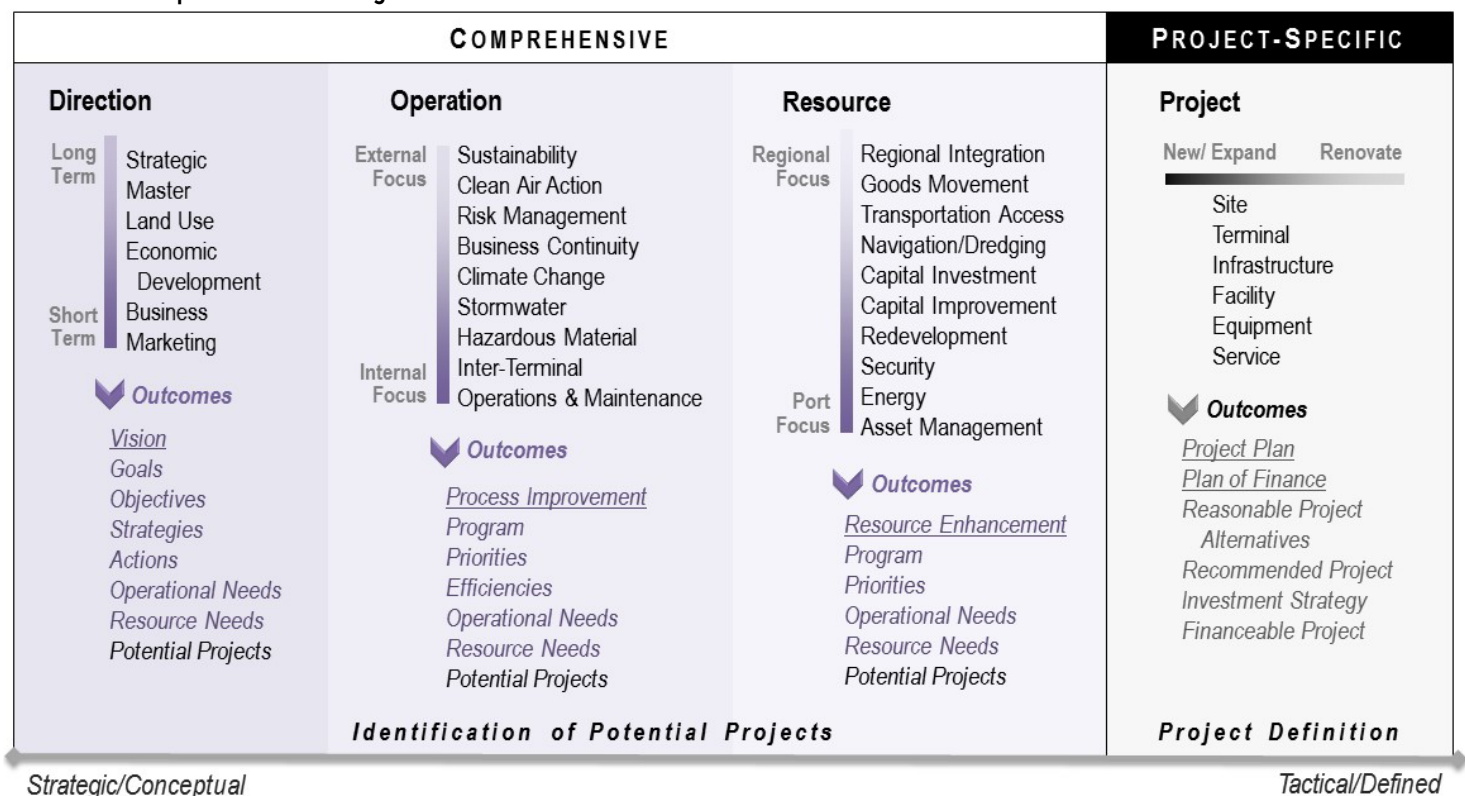 COMPREHENSIVE
PROJECT-SPECIFIC
Direction
Long
Term
Strategic
Master
Land Use
Economic
Development
Short
Term
Business
Marketing
Outcomes
Vision
Goals
Objectives
Strategies
Actions
Operational Needs
Resource Needs
Potential Projects
Operation
External
Focus
Sustainability
Clean Air Action
Risk Management
Business Continuity
Climate Change
Stormwater
Hazardous Material
Internal
Focus
Inter-Terminal
Operations & Maintenance
Outcomes
Process Improvement
Program
Priorities
Efficiencies
Operational Needs
Resource Needs
Potential Projects
Resource
Regional
Focus
Regional Integration
Goods Movement
Transportation Access
Navigation/Dredging
Capital Investment
Capital Improvement
Redevelopment
Security
Port
Focus
Energy
Asset Management
Outcomes
Resource Enhancement
Program
Priorities
Operational Needs
Resource Needs
Potential Projects
Identification of Potential Projects
Project
New/ Expand Renovate
Site
Terminal
Infrastructure
Facility
Equipment
Service
Outcomes
Project Plan
Plan of Finance
Reasonable Project
Alternatives
Recommended Project
Investment Strategy
Financeable Project
Project Definition
Strategic/Conceptual
Tactical/Defined